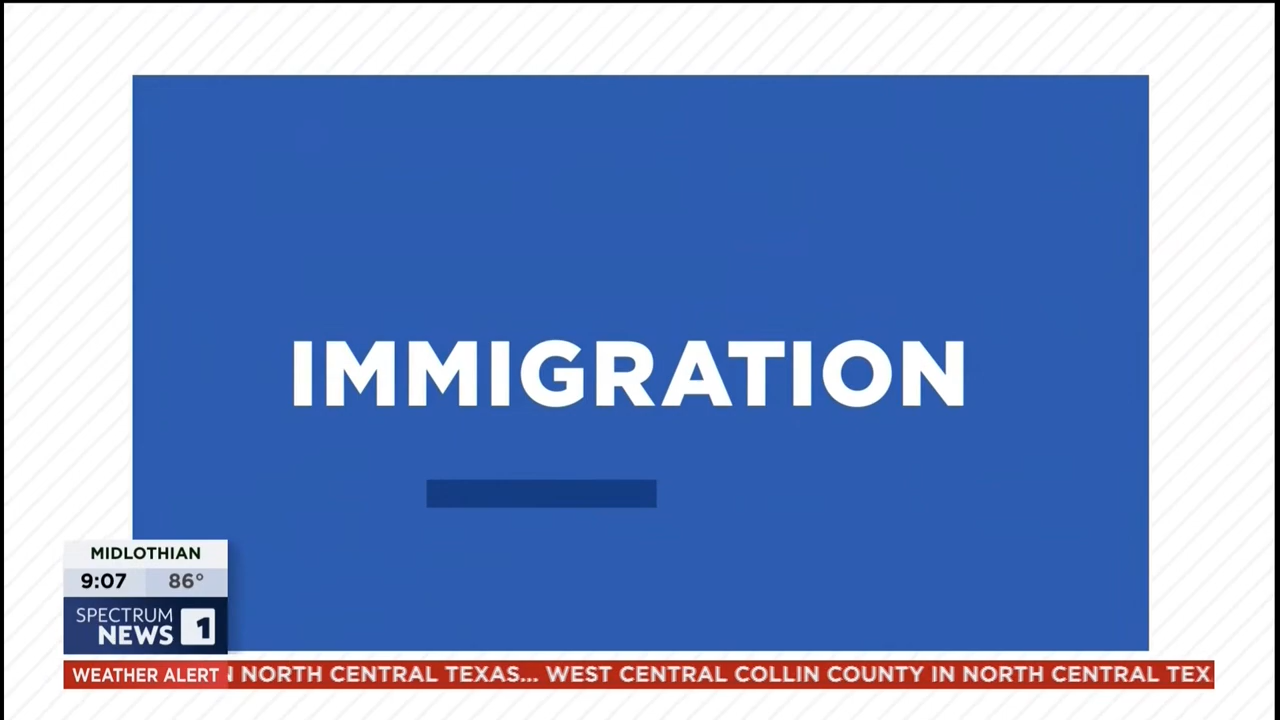 IMMIGRATION
MIDLOTHIAN
9:07 86°
SPECTRUM
NEWS 1
WEATHER ALERT NORTH CENTRAL TEXAS... WEST CENTRAL COLLIN COUNTY IN NORTH CENTRAL TEX